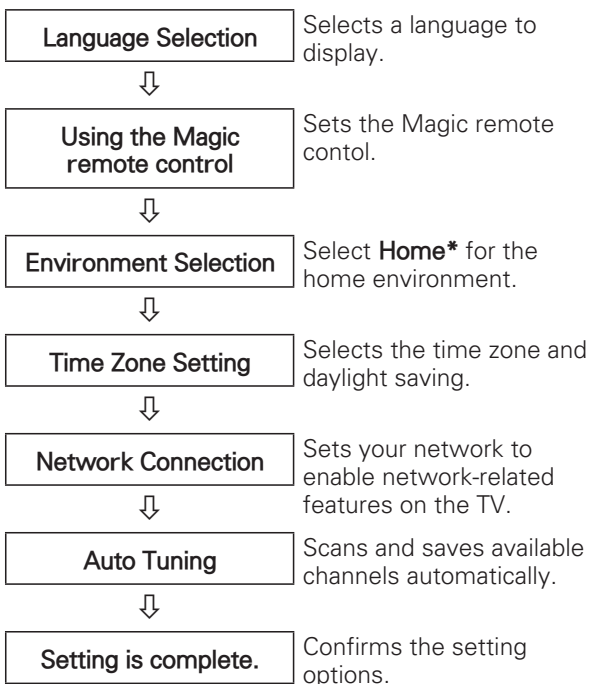 Language Selection
Selects a language to
display.
⇩
Using the Magic
remote control
Sets the Magic remote
contol.
⇩
Environment Selection
Select Home* for the
home environment.
⇩
Time Zone Setting
Selects the time zone and
daylight saving.
⇩
Network Connection
Sets your network to
enable network-related
features on the TV.
⇩
Auto Tuning
Scans and saves available
channels automatically.
⇩
Setting is complete.
Confirms the setting
options.